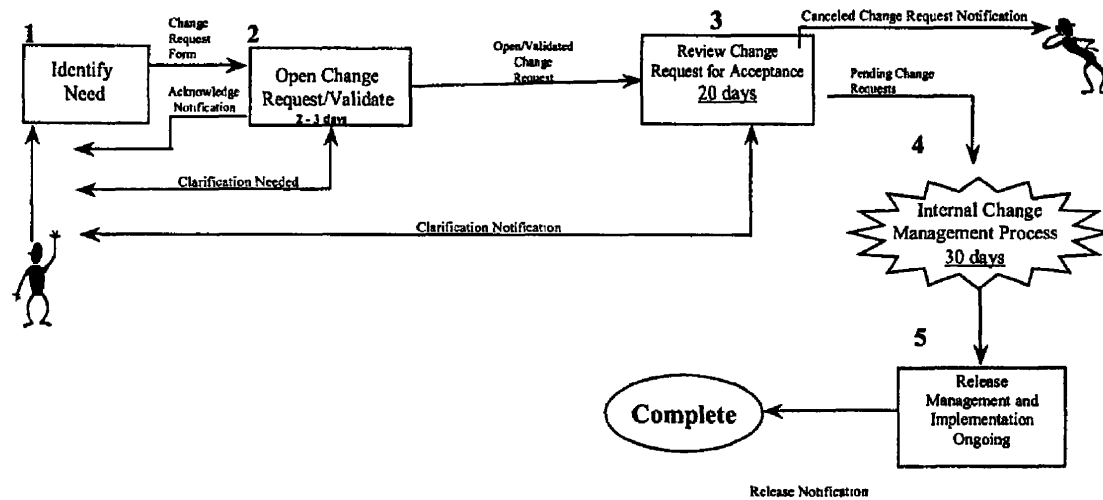 1
Identify
Need
Change
Request
Form
Acknowledge
Notification
2
Open Change
Request/Validate
2 - 3 days
Open/Validated
Change
Request
3
Review Change
Request for Acceptance
20 days
Canceled Change Request Notification
Pending Change
Requests
Clarification Needed
Clarification Notification
4
Internal Change
Management Process
30 days
5
Release
Management and
Implementation
Ongoing
Complete
Release Notification